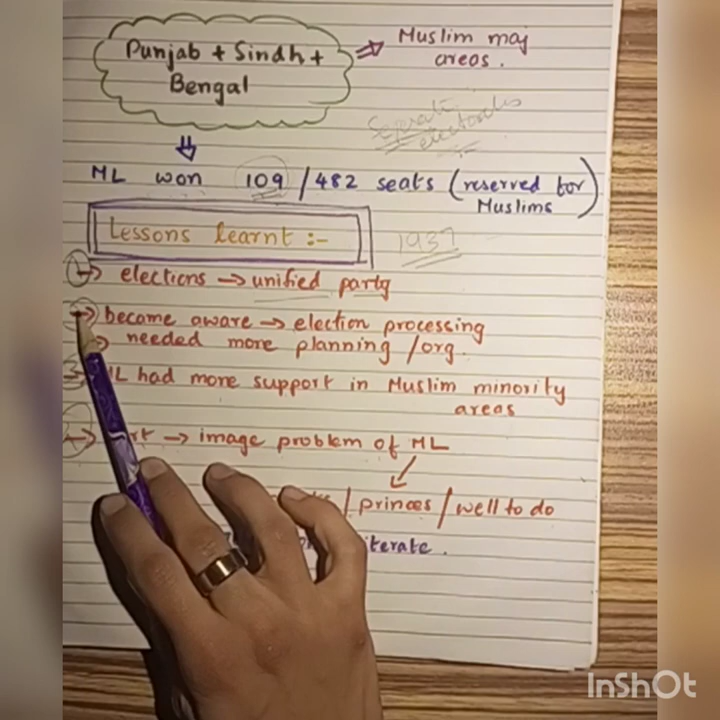 Punjab + Sindh + ⇒ Muslim maj
Bengal areas.
Separate
electorates
ML won 109 / 482 seats (reserved for
Muslims)
Lessons learnt :- 1937
→ elections → unified party
→ became aware → election processing
→ needed more planning / org.
3 ML had more support in Muslim minority
areas
→ → image problem of ML
/ princes / well to do
iterate.
InShOt